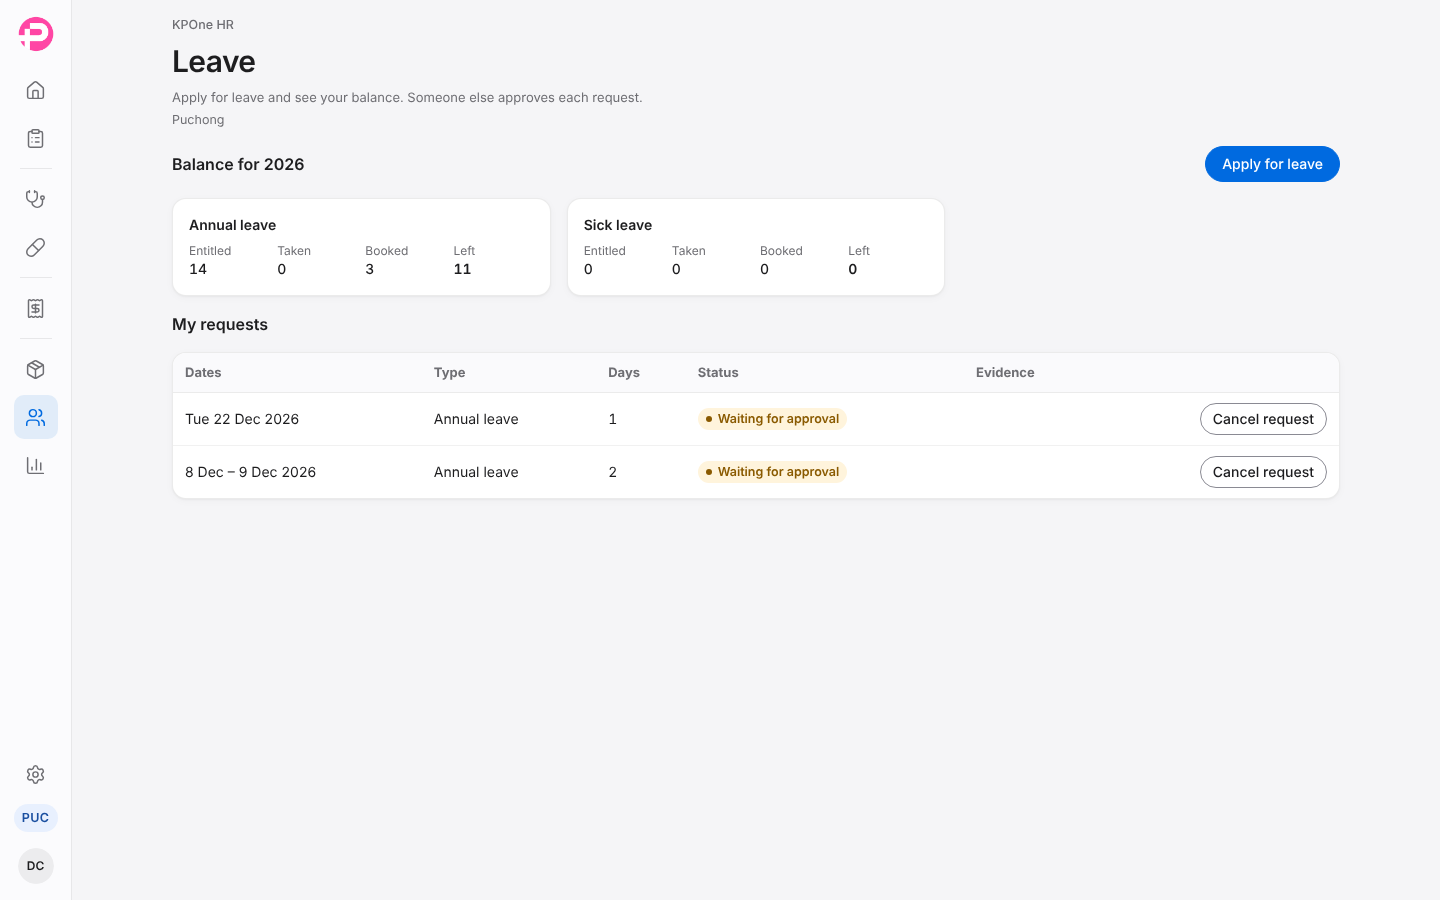 KPOne HR
Leave
Apply for leave and see your balance. Someone else approves each request.
Puchong
Balance for 2026
Apply for leave
Annual leave
Entitled Taken Booked Left
14 0 3 11
Sick leave
Entitled Taken Booked Left
0 0 0 0
My requests
Dates Type Days Status Evidence
Tue 22 Dec 2026 Annual leave 1 Waiting for approval Cancel request
8 Dec – 9 Dec 2026 Annual leave 2 Waiting for approval Cancel request
PUC
DC